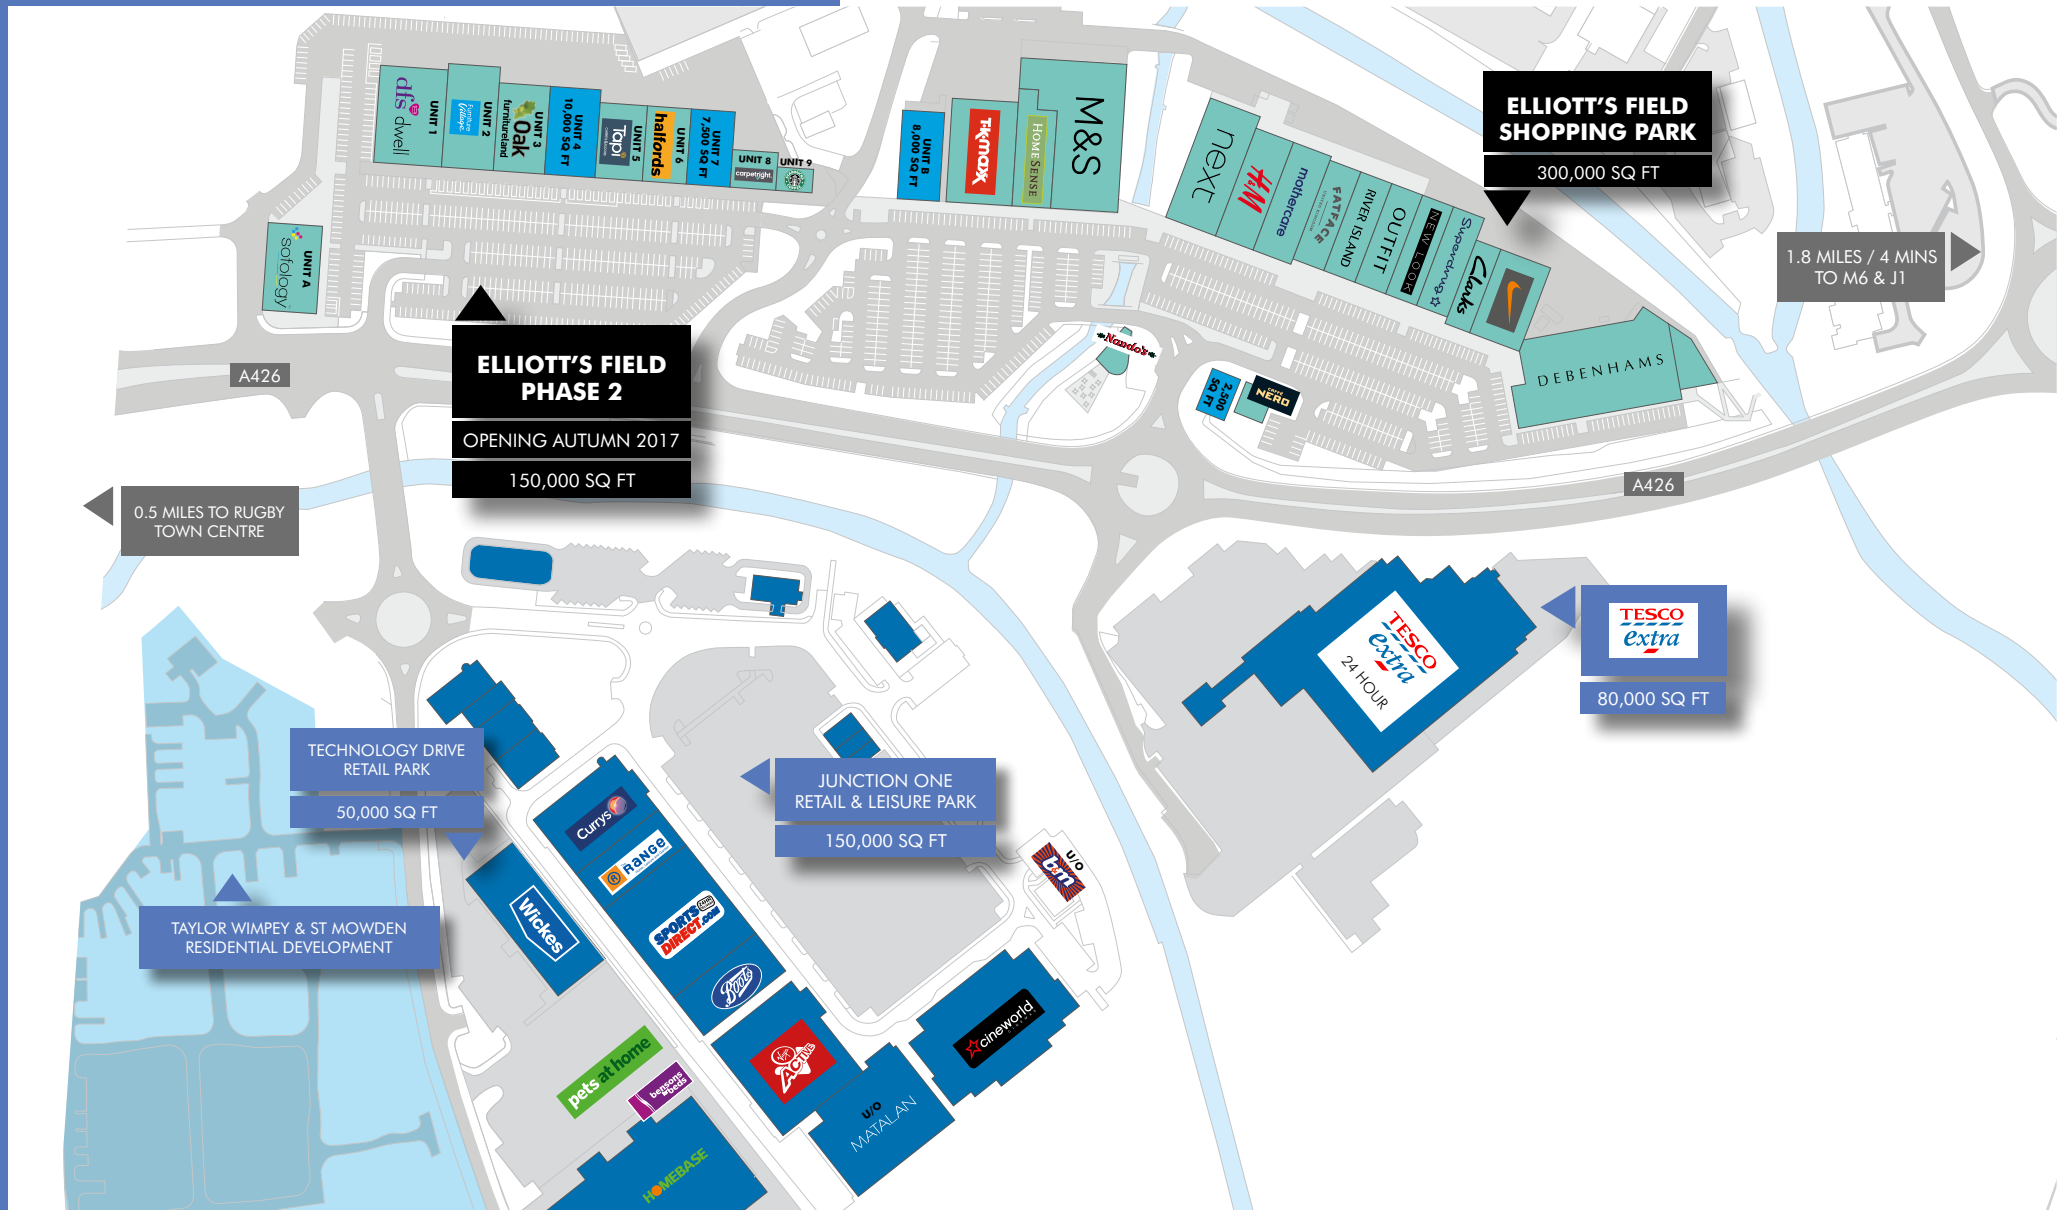 dfs dwell
UNIT 1
Furniture
Village
UNIT 2
Oak
furnitureland
UNIT 3
UNIT 4
10,000 SQ FT
Tapi
UNIT 5
halfords
UNIT 6
UNIT 7
7,500 SQ FT
UNIT 8
carpetright
UNIT 9
UNIT A
sofology
UNIT B
8,000 SQ FT
TK maxx
HOMESENSE
M&S
next
H&M
mothercare
FATFACE
RIVER ISLAND
OUTFIT
NEW LOOK
Superdrug
Clarks
DEBENHAMS
ELLIOTT'S FIELD
SHOPPING PARK
300,000 SQ FT
1.8 MILES / 4 MINS
TO M6 & J1
Nando's
2,500
SQ FT
CAFFÈ
NERO
A426
ELLIOTT'S FIELD
PHASE 2
OPENING AUTUMN 2017
150,000 SQ FT
A426
0.5 MILES TO RUGBY
TOWN CENTRE
TESCO
extra
24 HOUR
TESCO
extra
80,000 SQ FT
TECHNOLOGY DRIVE
RETAIL PARK
50,000 SQ FT
JUNCTION ONE
RETAIL & LEISURE PARK
150,000 SQ FT
TAYLOR WIMPEY & ST MOWDEN
RESIDENTIAL DEVELOPMENT
Currys
RANGE
SPORTS
DIRECT.COM
Boots
Wickes
U/O
b&m
cineworld
Virgin
ACTIVE
U/O
MATALAN
pets at home
bensons
for beds
HOMEBASE